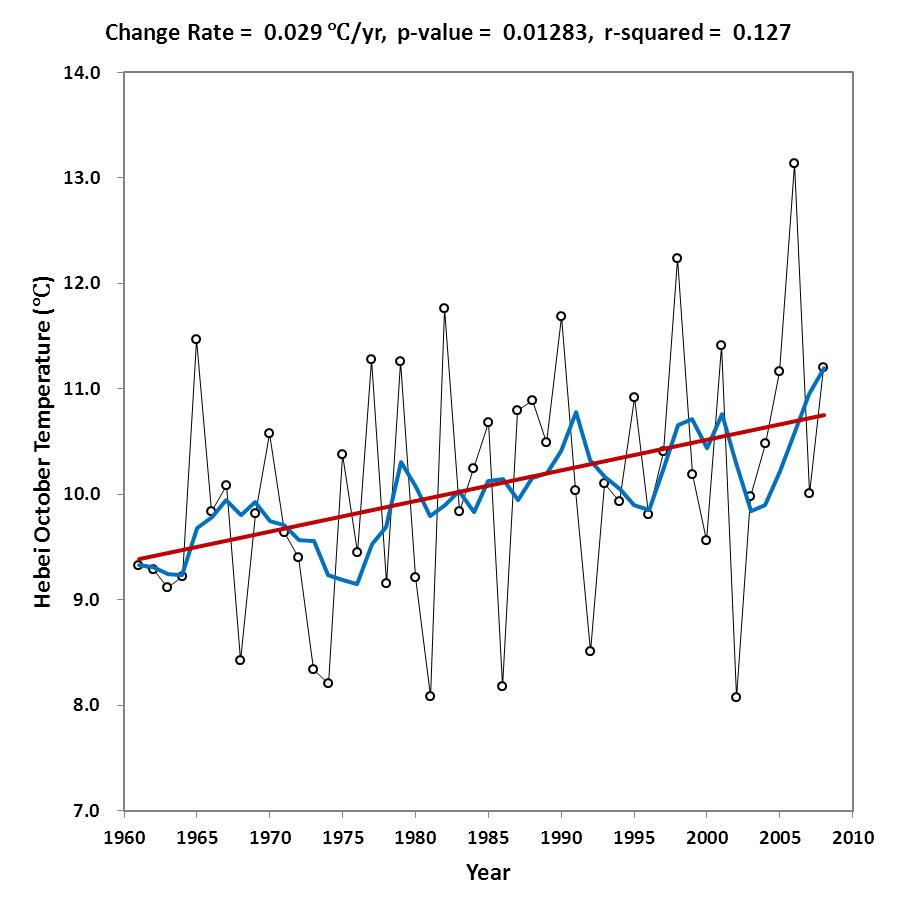 Change Rate = 0.029 ℃/yr, p-value = 0.01283, r-squared = 0.127
14.0
13.0
12.0
11.0
10.0
9.0
8.0
7.0
Hebei October Temperature (℃)
1960 1965 1970 1975 1980 1985 1990 1995 2000 2005 2010
Year